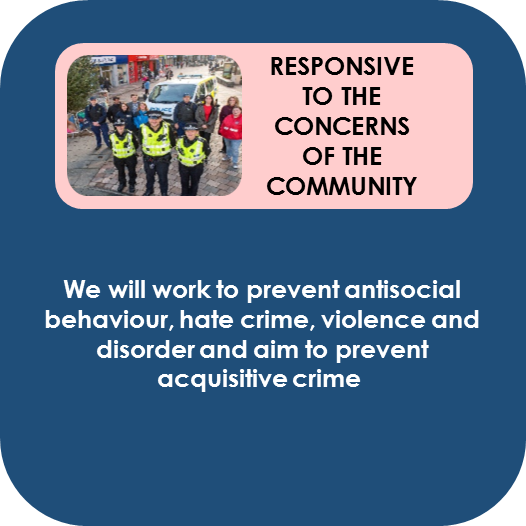 RESPONSIVE
TO THE
CONCERNS
OF THE
COMMUNITY
We will work to prevent antisocial
behaviour, hate crime, violence and
disorder and aim to prevent
acquisitive crime